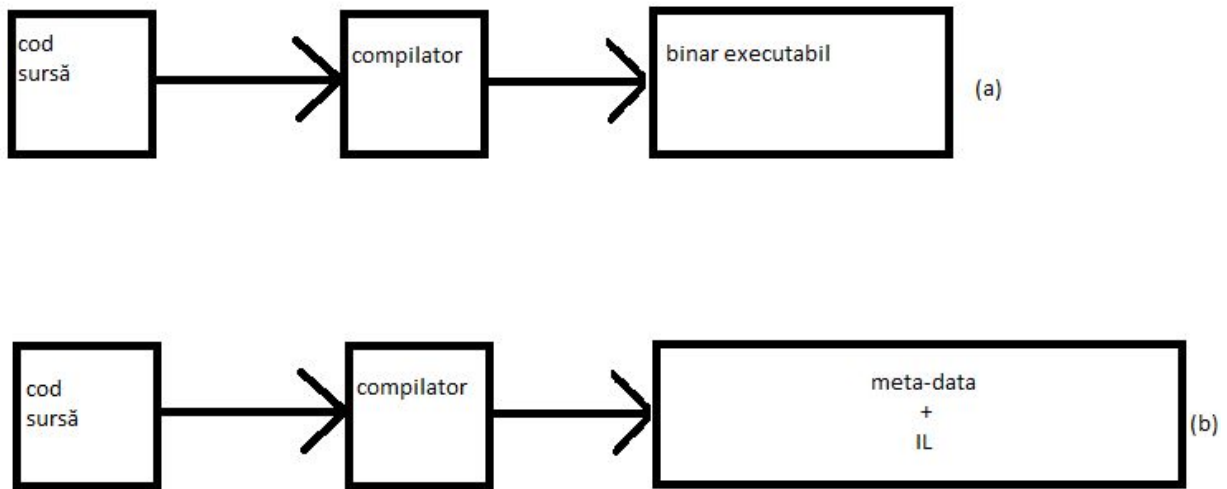 cod
sursă
compilator
binar executabil
(a)
cod
sursă
compilator
meta-data
+
IL
(b)